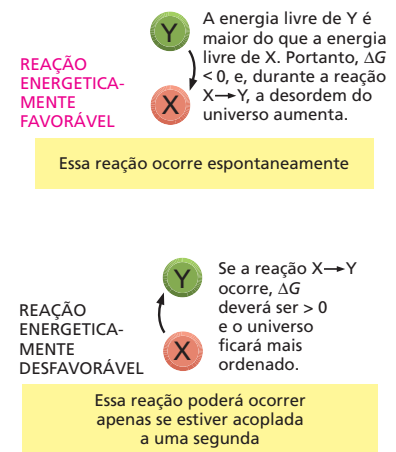 Y
X
REAÇÃO
ENERGETICA-
MENTE
FAVORÁVEL
A energia livre de Y é
maior do que a energia
livre de X. Portanto, ΔG
< 0, e, durante a reação
X→Y, a desordem do
universo aumenta.
Essa reação ocorre espontaneamente
Y
X
REAÇÃO
ENERGETICA-
MENTE
DESFAVORÁVEL
Se a reação X→Y
ocorre, ΔG
deverá ser > 0
e o universo
ficará mais
ordenado.
Essa reação poderá ocorrer
apenas se estiver acoplada
a uma segunda